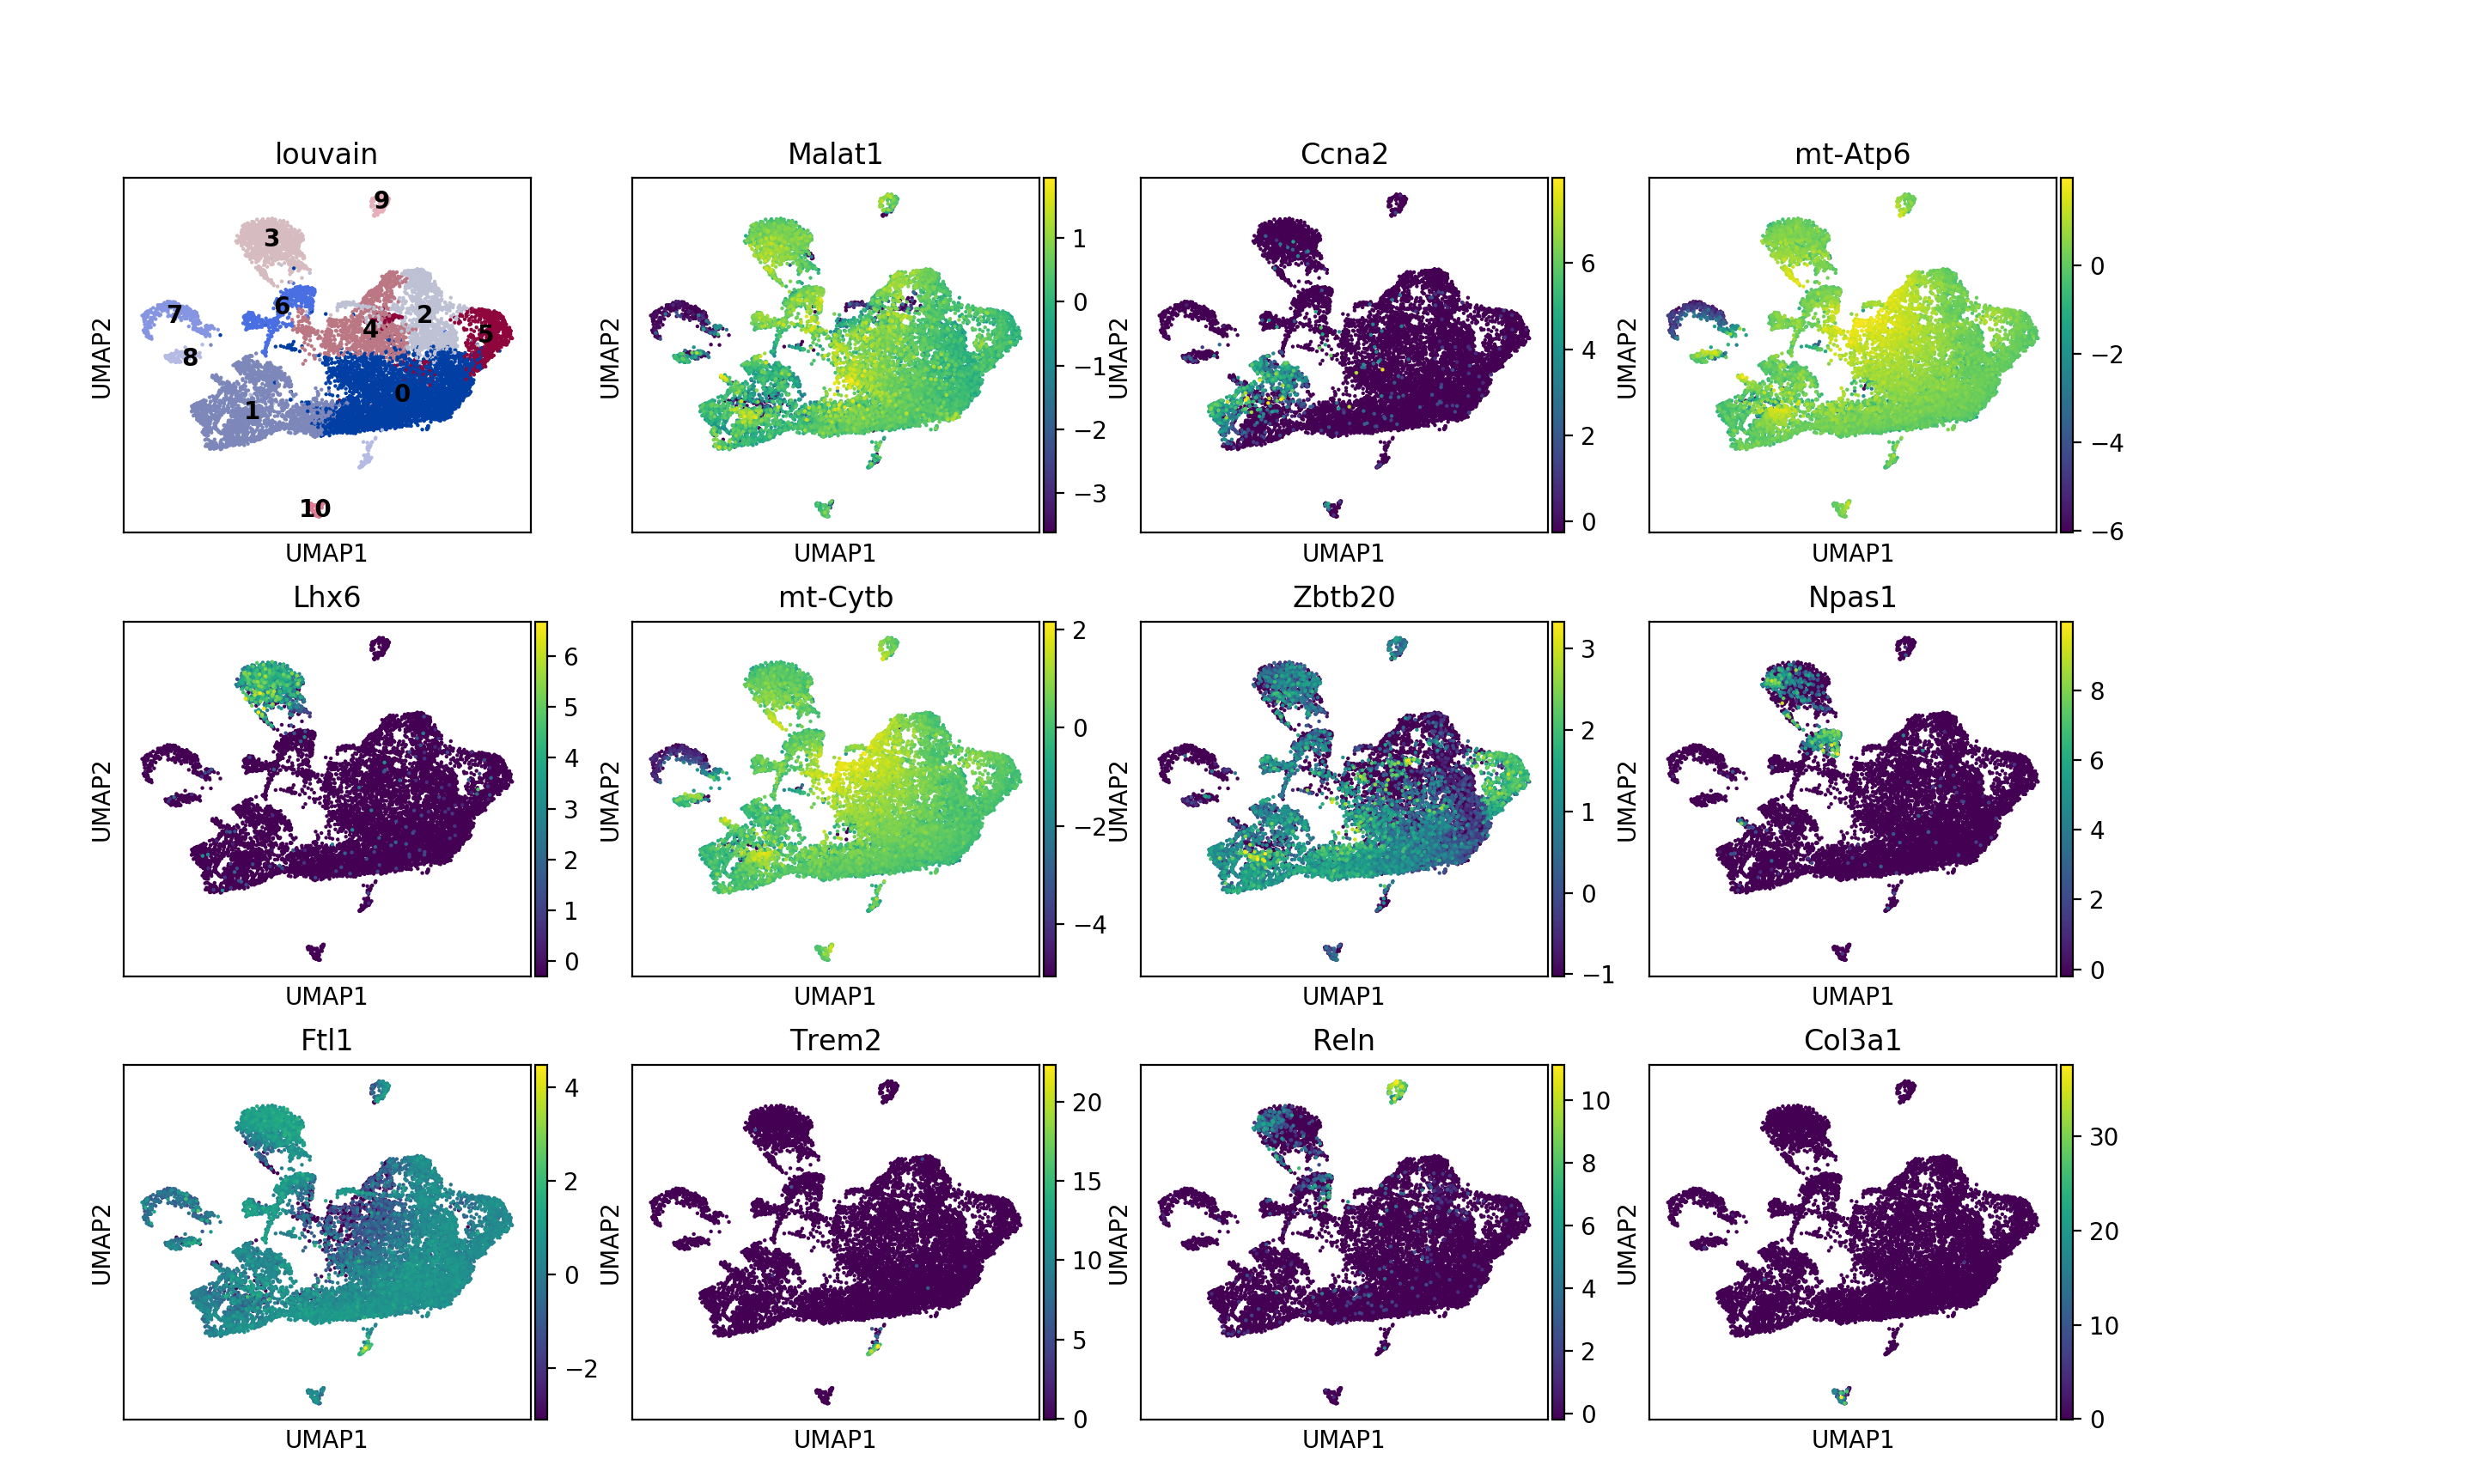 louvain
Malat1
Ccna2
mt-Atp6
UMAP2
9
3
6
7
8
4
2
5
1
0
10
UMAP1
UMAP2
1
0
−1
−2
−3
UMAP1
UMAP2
6
4
2
0
UMAP1
UMAP2
0
−2
−4
−6
UMAP1
Lhx6
mt-Cytb
Zbtb20
Npas1
UMAP2
6
5
4
3
2
1
0
UMAP1
UMAP2
2
0
−2
−4
UMAP1
UMAP2
3
2
1
0
−1
UMAP1
UMAP2
8
6
4
2
0
UMAP1
Ftl1
Trem2
Reln
Col3a1
UMAP2
4
2
0
−2
UMAP1
UMAP2
20
15
10
5
0
UMAP1
UMAP2
10
8
6
4
2
0
UMAP1
UMAP2
30
20
10
0
UMAP1